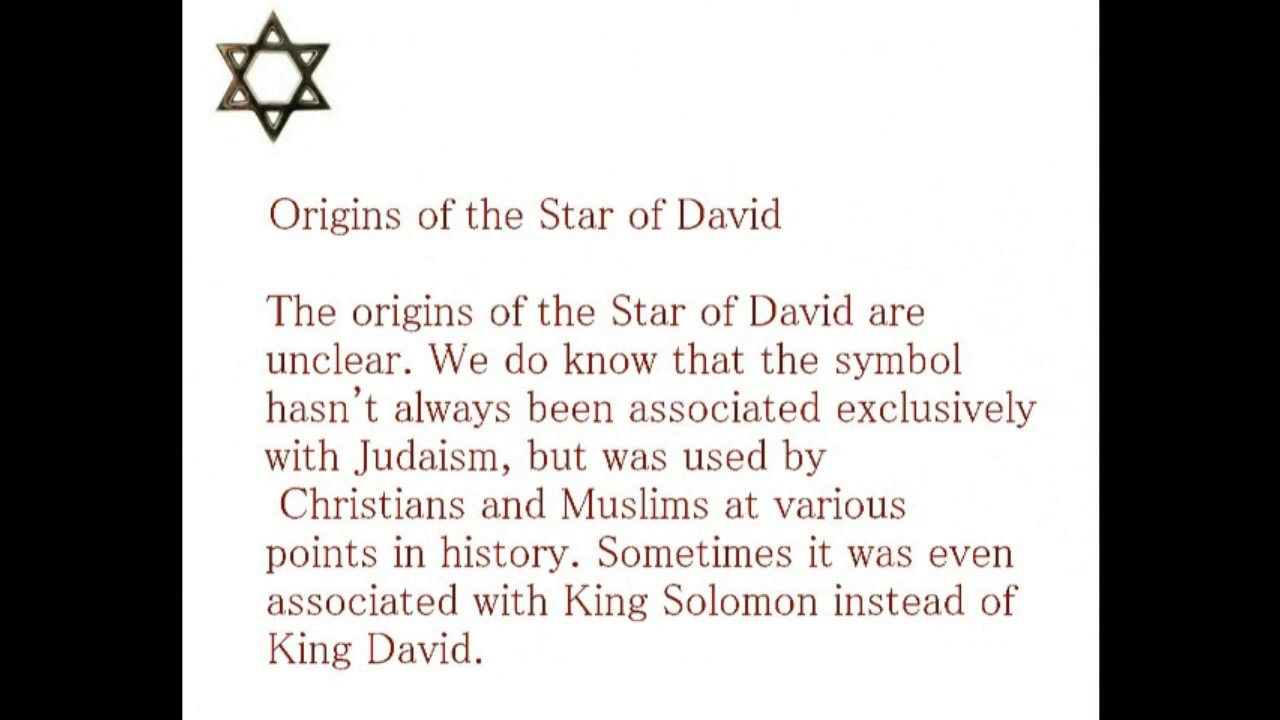 Origins of the Star of David
The origins of the Star of David are
unclear. We do know that the symbol
hasn't always been associated exclusively
with Judaism, but was used by
Christians and Muslims at various
points in history. Sometimes it was even
associated with King Solomon instead of
King David.